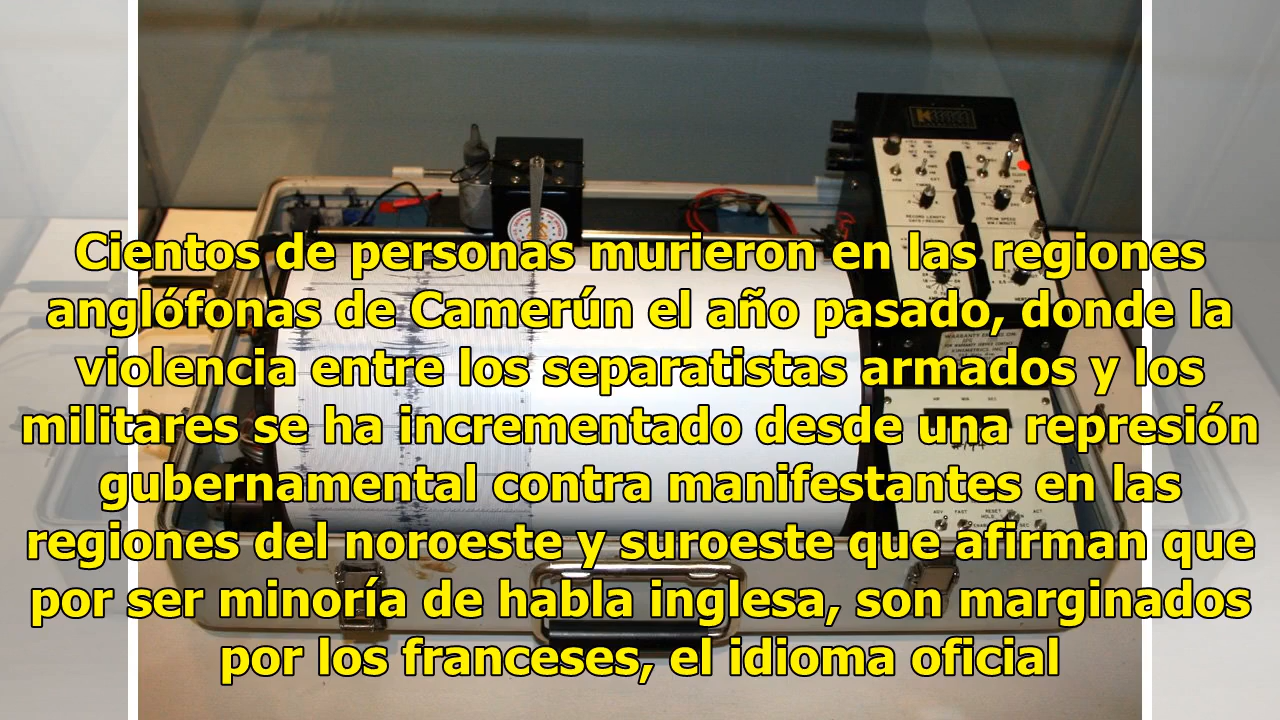 Cientos de personas murieron en las regiones
anglófonas de Camerún el año pasado, donde la
violencia entre los separatistas armados y los
militares se ha incrementado desde una represión
gubernamental contra manifestantes en las
regiones del noroeste y suroeste que afirman que
por ser minoría de habla inglesa, son marginados
por los franceses, el idioma oficial